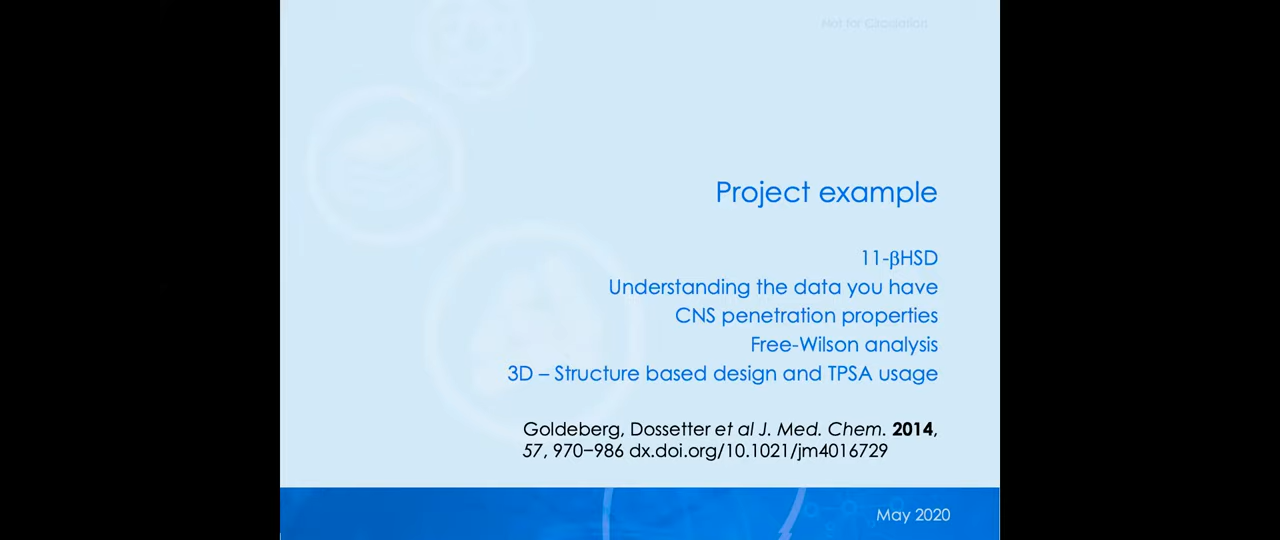 Not for Circulation
Project example
11-βHSD
Understanding the data you have
CNS penetration properties
Free-Wilson analysis
3D – Structure based design and TPSA usage
Goldeberg, Dossetter et al J. Med. Chem. 2014,
57, 970–986 dx.doi.org/10.1021/jm4016729
May 2020